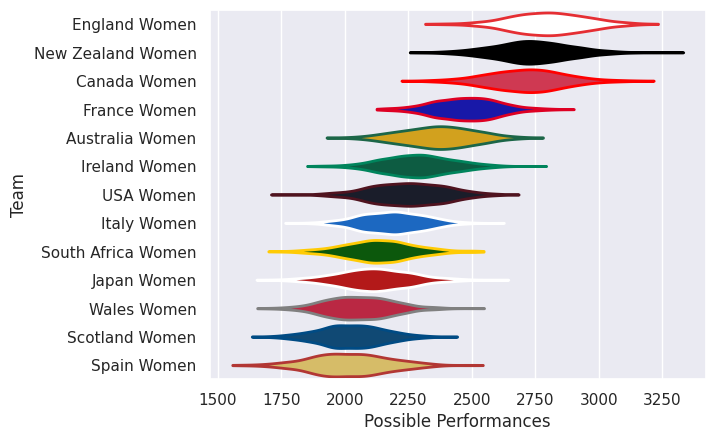 England Women
New Zealand Women
Canada Women
France Women
Australia Women
Ireland Women
USA Women
Italy Women
South Africa Women
Japan Women
Wales Women
Scotland Women
Spain Women
Team
1500 1750 2000 2250 2500 2750 3000 3250
Possible Performances